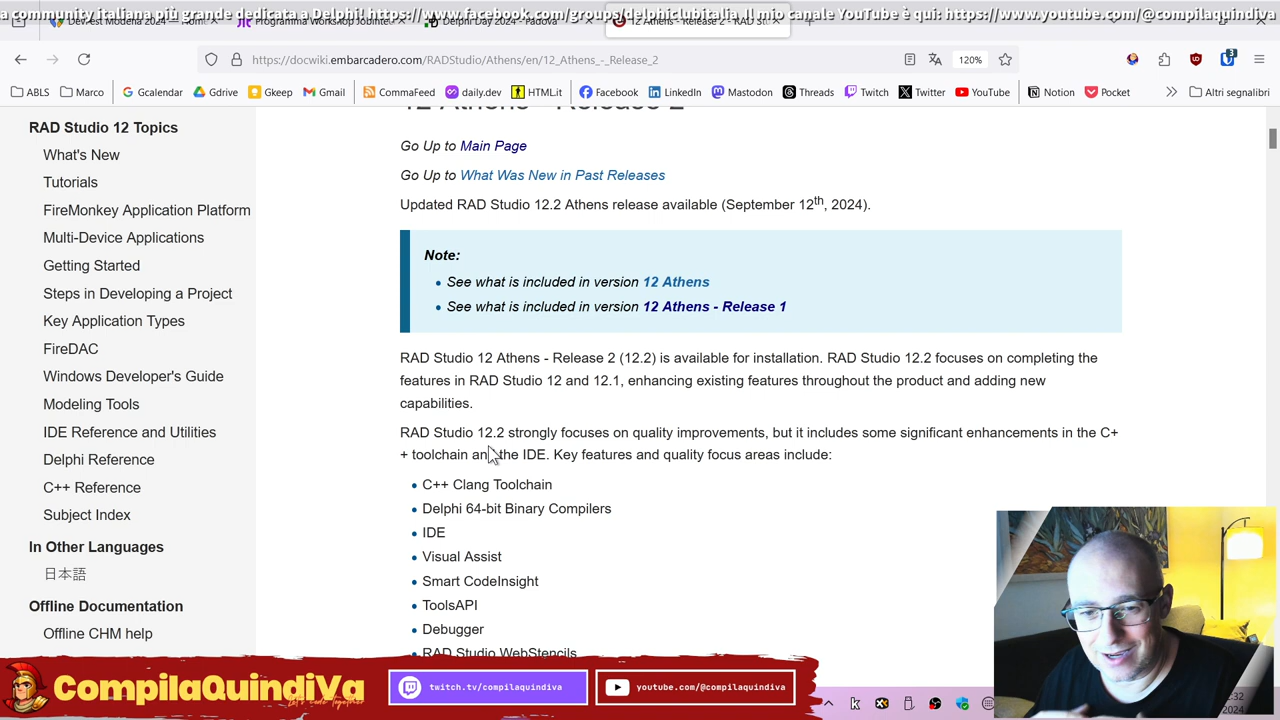 a community italiana più grande dedicata a Delphi! https://www.facebook.com/groups/delphiclubitalia Il mio canale YouTube è qui: https://www.youtube.com/@compilaquindiva
https://docwiki.embarcadero.com/RADStudio/Athens/en/12_Athens_-_Release_2
120%
3
ABLS
Marco
Gcalendar
Gdrive
Gkeep
Gmail
CommaFeed
daily.dev
HTMLit
Facebook
LinkedIn
Mastodon
Threads
Twitch
Twitter
YouTube
Notion
Pocket
Altri segnalibri
12 Athens - Release 2
RAD Studio 12 Topics
What's New
Tutorials
FireMonkey Application Platform
Multi-Device Applications
Getting Started
Steps in Developing a Project
Key Application Types
FireDAC
Windows Developer's Guide
Modeling Tools
IDE Reference and Utilities
Delphi Reference
C++ Reference
Subject Index
In Other Languages
日本語
Offline Documentation
Offline CHM help
Go Up to Main Page
Go Up to What Was New in Past Releases
Updated RAD Studio 12.2 Athens release available (September 12th, 2024).
Note:
See what is included in version 12 Athens
See what is included in version 12 Athens - Release 1
RAD Studio 12 Athens - Release 2 (12.2) is available for installation. RAD Studio 12.2 focuses on completing the
features in RAD Studio 12 and 12.1, enhancing existing features throughout the product and adding new
capabilities.
RAD Studio 12.2 strongly focuses on quality improvements, but it includes some significant enhancements in the C+
+ toolchain and the IDE. Key features and quality focus areas include:
C++ Clang Toolchain
Delphi 64-bit Binary Compilers
IDE
Visual Assist
Smart CodeInsight
ToolsAPI
Debugger
RAD Studio WebStencils
CompilaQuindiVa
Let's code together
twitch.tv/compilaquindiva
youtube.com/@compilaquindiva